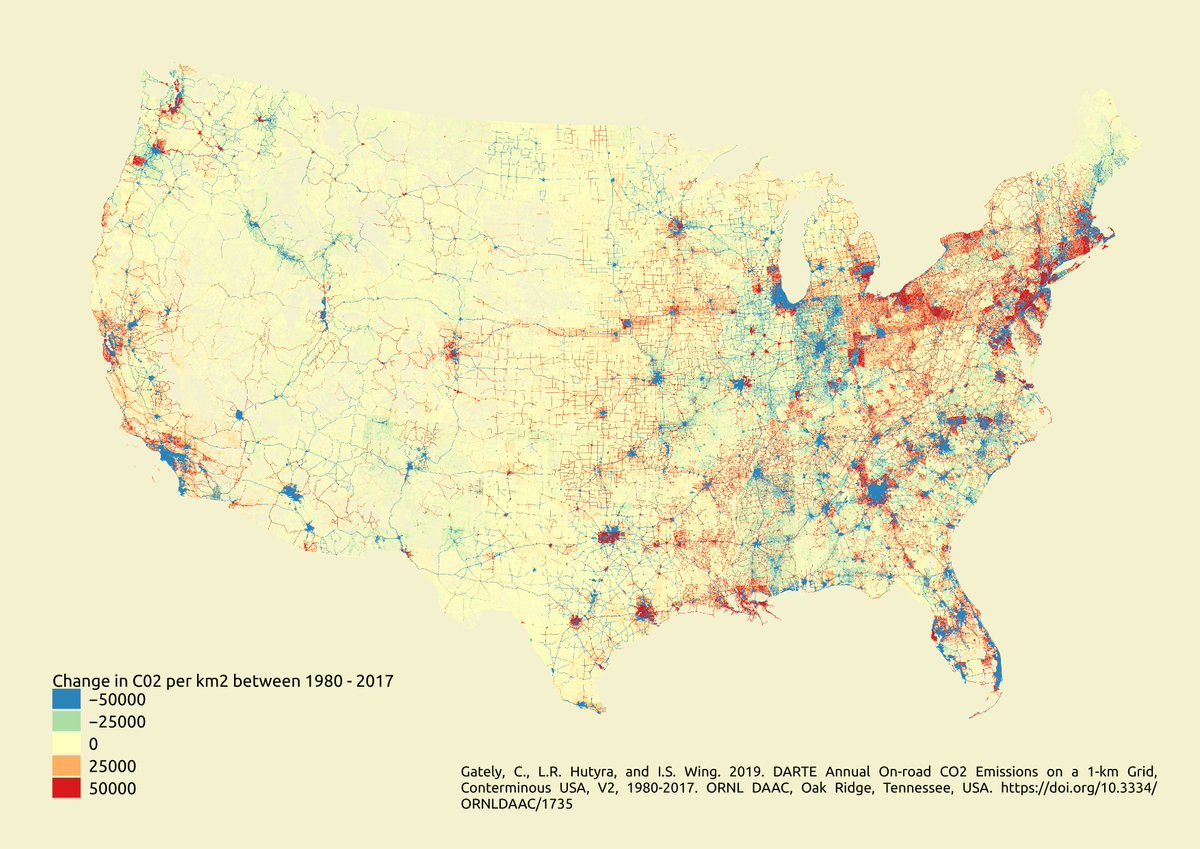 Change in C02 per km2 between 1980 - 2017
−50000
−25000
0
25000
50000
Gately, C., L.R. Hutyra, and I.S. Wing. 2019. DARTE Annual On-road CO2 Emissions on a 1-km Grid,
Conterminous USA, V2, 1980-2017. ORNL DAAC, Oak Ridge, Tennessee, USA. https://doi.org/10.3334/
ORNLDAAC/1735